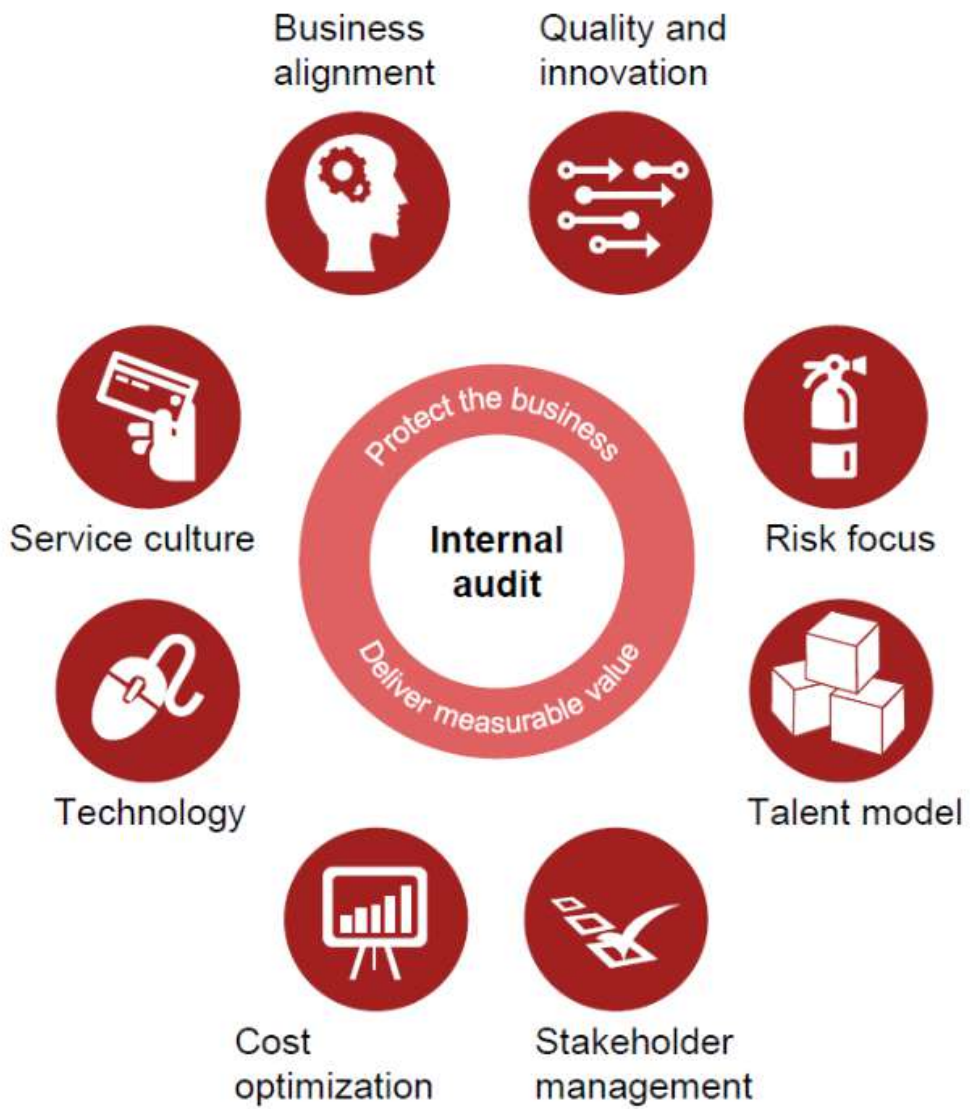 Business
alignment
Quality and
innovation
Protect the business
Service culture
Internal
audit
Risk focus
Deliver measurable value
Technology
Talent model
Cost
optimization
Stakeholder
management